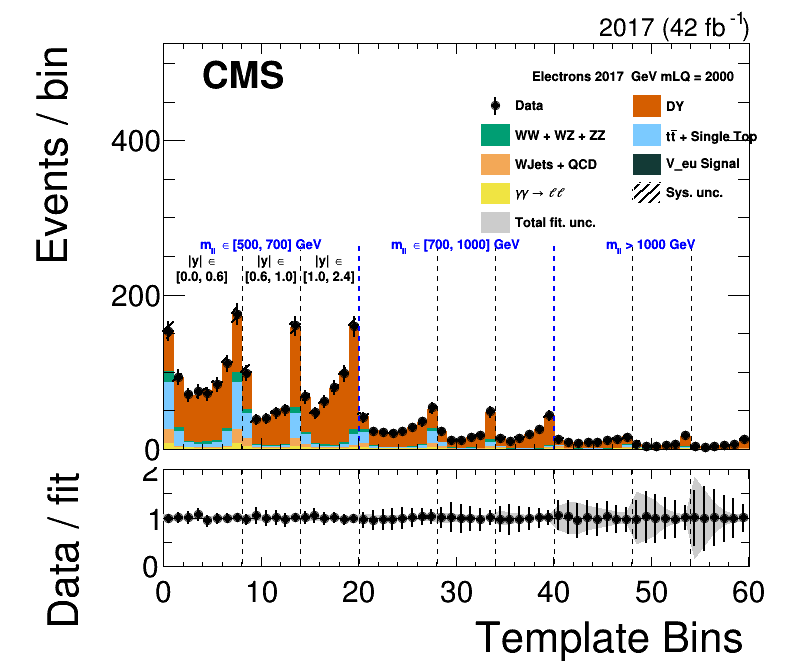 2017 (42 fb⁻¹)
CMS
Electrons 2017 GeV mLQ = 2000
Data
DY
WW + WZ + ZZ
tt̄ + Single Top
WJets + QCD
V_eu Signal
γγ → ℓℓ
Sys. unc.
Total fit. unc.
Events / bin
400
200
0
m_ll ∈ [500, 700] GeV
m_ll ∈ [700, 1000] GeV
m_ll > 1000 GeV
|y| ∈
[0.0, 0.6]
|y| ∈
[0.6, 1.0]
|y| ∈
[1.0, 2.4]
Data / fit
2
1
0
0 10 20 30 40 50 60
Template Bins